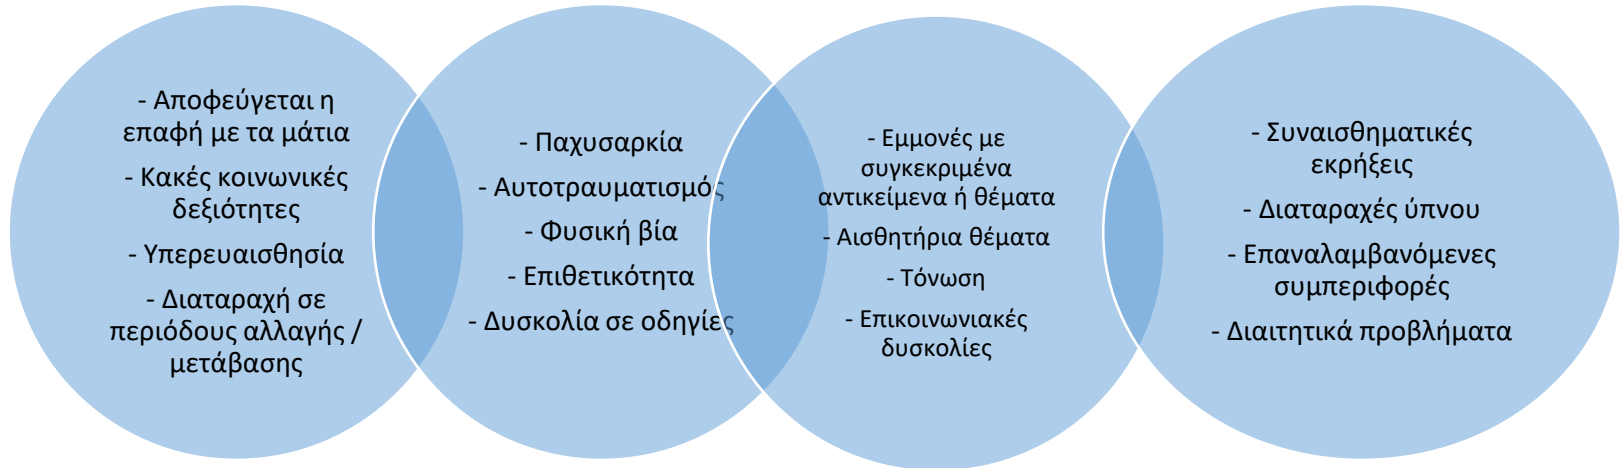 - Αποφεύγεται η
επαφή με τα μάτια
- Κακές κοινωνικές
δεξιότητες
- Υπερευαισθησία
- Διαταραχή σε
περιόδους αλλαγής /
μετάβασης
- Παχυσαρκία
- Αυτοτραυματισμός
- Φυσική βία
- Επιθετικότητα
- Δυσκολία σε οδηγίες
- Εμμονές με
συγκεκριμένα
αντικείμενα ή θέματα
- Αισθητήρια θέματα
- Τόνωση
- Επικοινωνιακές
δυσκολίες
- Συναισθηματικές
εκρήξεις
- Διαταραχές ύπνου
- Επαναλαμβανόμενες
συμπεριφορές
- Διαιτητικά προβλήματα